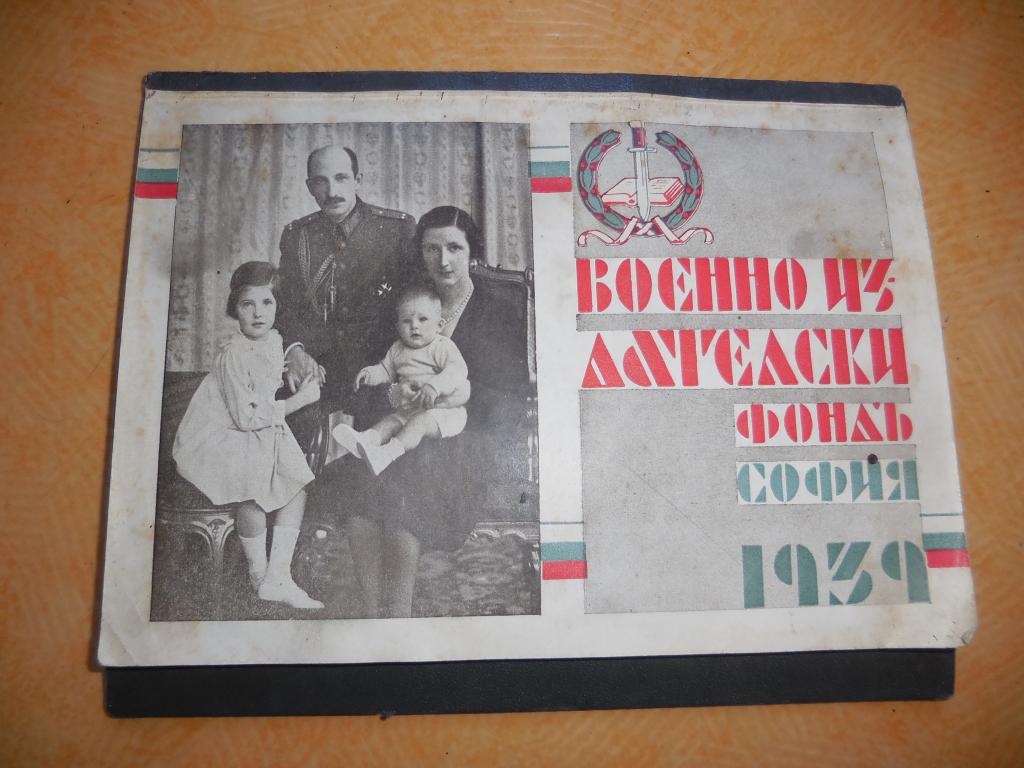 ВОЕННО ИЗ-
ДАТЕЛСКИ
ФОНДЪ
СОФИЯ
1939